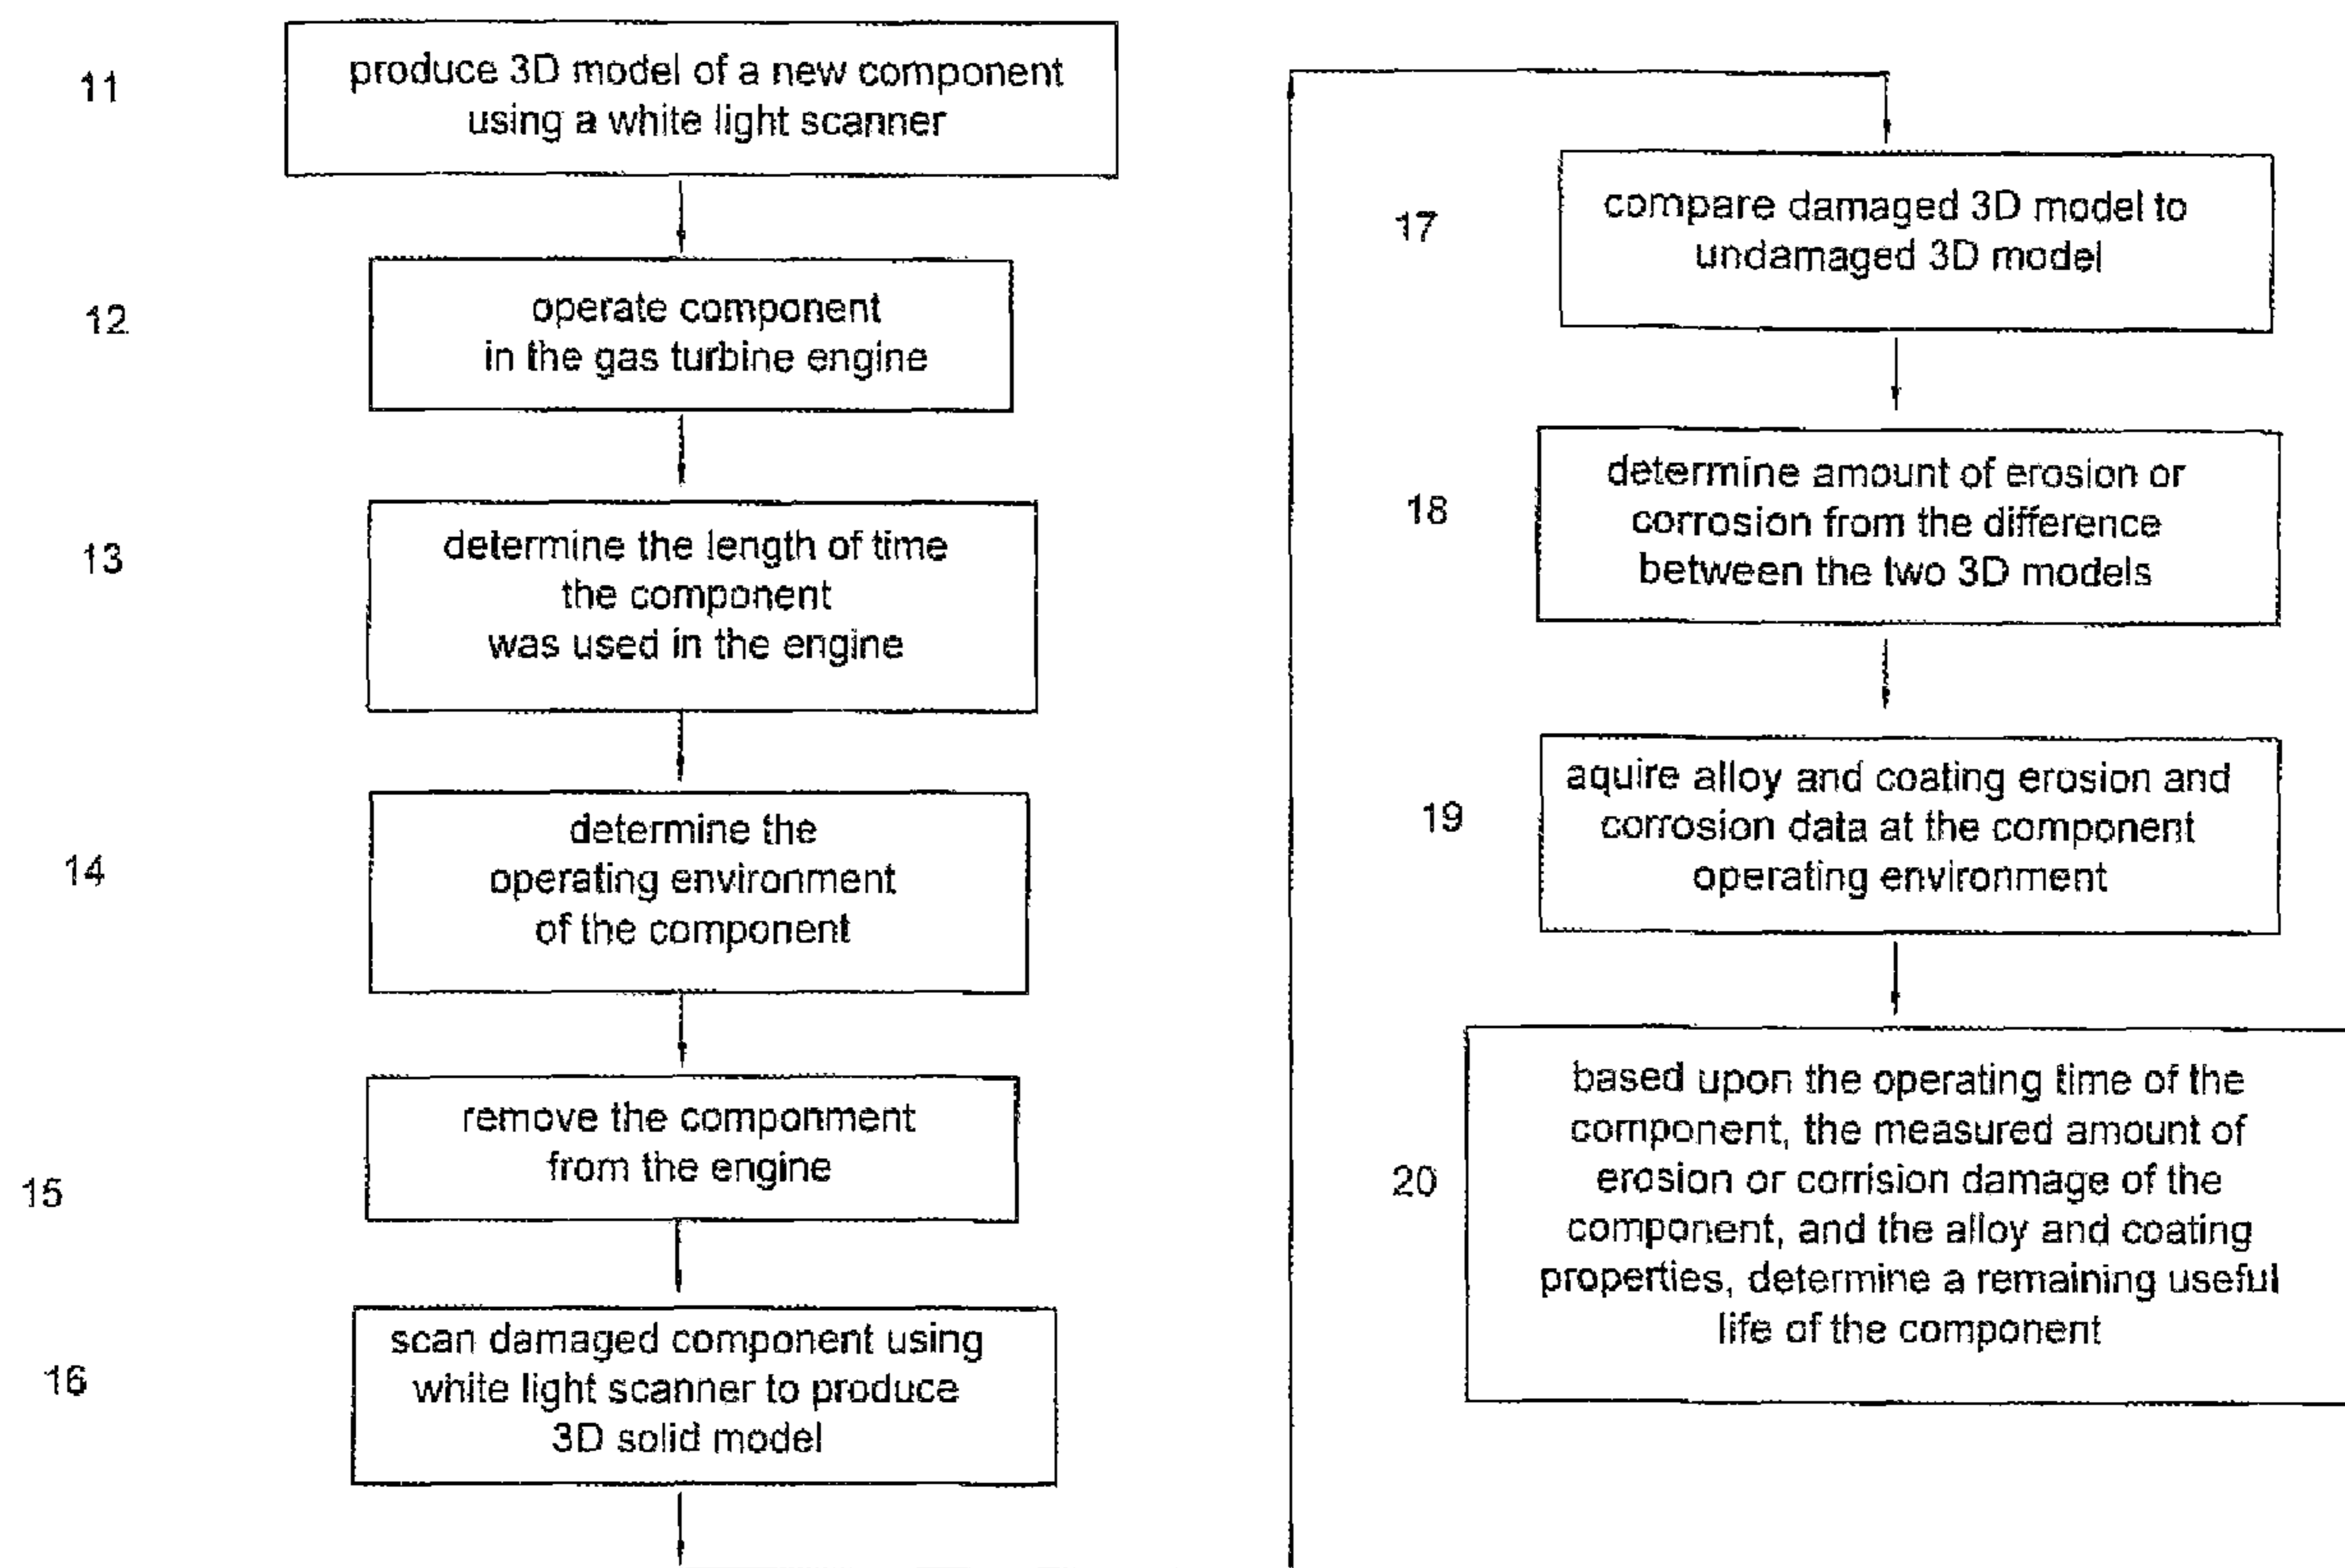 11
produce 3D model of a new component
using a white light scanner
12
operate component
in the gas turbine engine
13
determine the length of time
the component
was used in the engine
14
determine the
operating environment
of the component
15
remove the componment
from the engine
16
scan damaged component using
white light scanner to produce
3D solid model
17
compare damaged 3D model to
undamaged 3D model
18
determine amount of erosion or
corrosion from the difference
between the two 3D models
19
aquire alloy and coating erosion and
corrosion data at the component
operating environment
20
based upon the operating time of the
component, the measured amount of
erosion or corrision damage of the
component, and the alloy and coating
properties, determine a remaining useful
life of the component